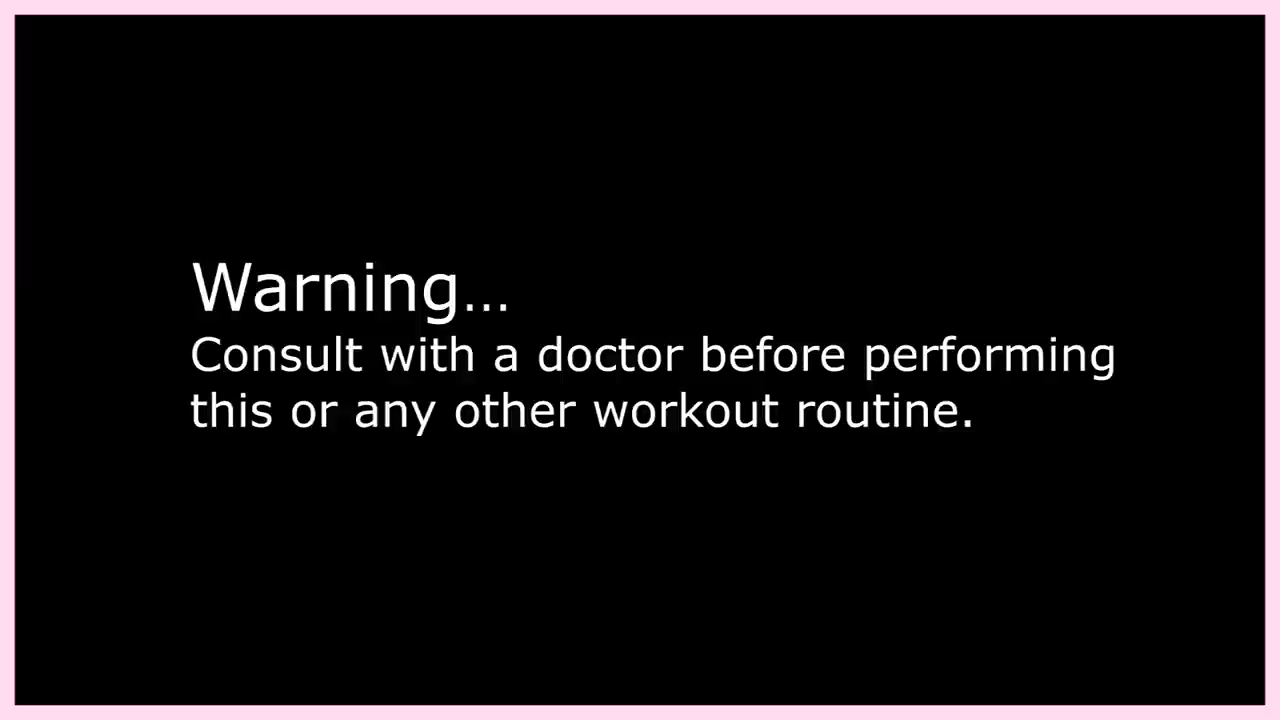 Warning...
Consult with a doctor before performing
this or any other workout routine.